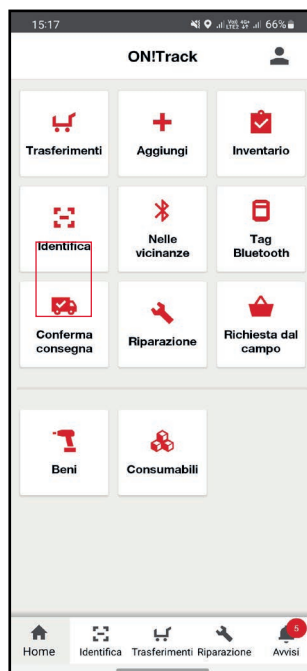 15:17
66%
ON!Track
Trasferimenti
Aggiungi
Inventario
Identifica
Nelle
vicinanze
Tag
Bluetooth
Conferma
consegna
Riparazione
Richiesta dal
campo
Beni
Consumabili
5
Home
Identifica
Trasferimenti
Riparazione
Avvisi